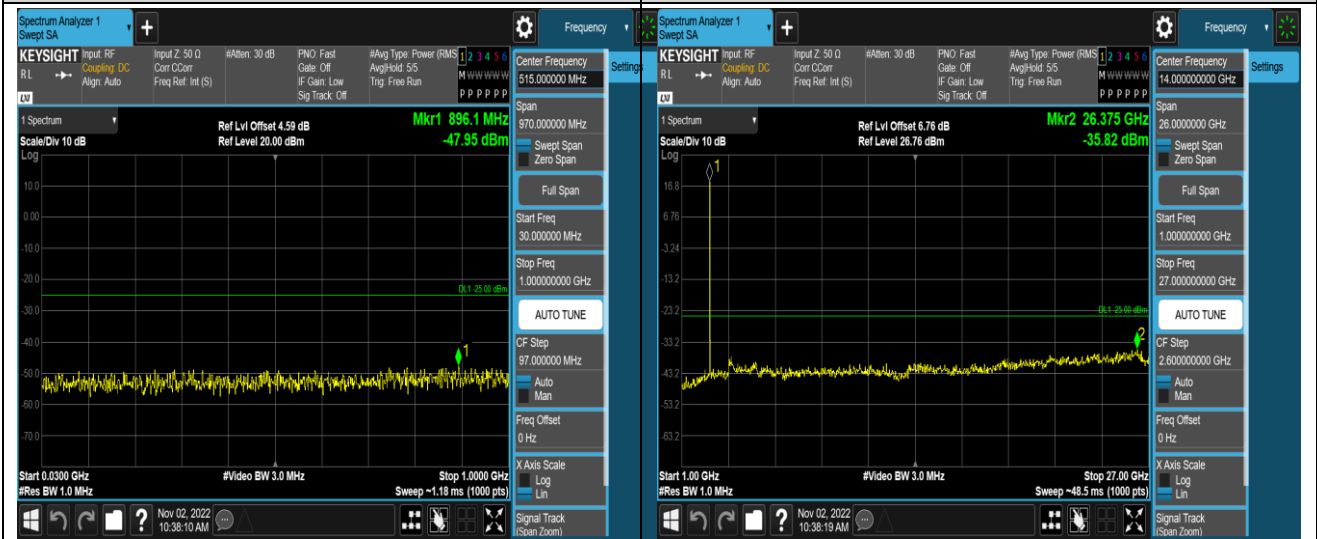 Spectrum Analyzer 1
Swept SA
Frequency
KEYSIGHT
RL
LXI
Input: RF
Coupling: DC
Align: Auto
Input Z: 50 Ω
Corr CCorr
Freq Ref: Int (S)
#Atten: 30 dB
PNO: Fast
Gate: Off
IF Gain: Low
Sig Track: Off
#Avg Type: Power (RMS
Avg|Hold: 5/5
Trig: Free Run
1 2 3 4 5 6
M W W W W W
P P P P P P
1 Spectrum
Scale/Div 10 dB
Log
Ref Lvl Offset 4.59 dB
Ref Level 20.00 dBm
Mkr1 896.1 MHz
-47.95 dBm
10.0
0.00
-10.0
-20.0
DL1 -25.00 dBm
-30.0
-40.0
1
-50.0
-60.0
-70.0
Start 0.0300 GHz
#Res BW 1.0 MHz
#Video BW 3.0 MHz
Stop 1.0000 GHz
Sweep ~1.18 ms (1000 pts)
Center Frequency
515.000000 MHz
Settings
Span
970.000000 MHz
Swept Span
Zero Span
Full Span
Start Freq
30.000000 MHz
Stop Freq
1.000000000 GHz
AUTO TUNE
CF Step
97.000000 MHz
Auto
Man
Freq Offset
0 Hz
X Axis Scale
Log
Lin
Signal Track
(Span Zoom)
?
Nov 02, 2022
10:38:10 AM
Spectrum Analyzer 1
Swept SA
Frequency
KEYSIGHT
RL
LXI
Input: RF
Coupling: DC
Align: Auto
Input Z: 50 Ω
Corr CCorr
Freq Ref: Int (S)
#Atten: 30 dB
PNO: Fast
Gate: Off
IF Gain: Low
Sig Track: Off
#Avg Type: Power (RMS
Avg|Hold: 5/5
Trig: Free Run
1 2 3 4 5 6
M W W W W W
P P P P P P
1 Spectrum
Scale/Div 10 dB
Log
Ref Lvl Offset 6.76 dB
Ref Level 26.76 dBm
Mkr2 26.375 GHz
-35.82 dBm
1
16.8
6.76
-3.24
-13.2
-23.2
DL1 -25.00 dBm
2
-33.2
-43.2
-53.2
-63.2
Start 1.00 GHz
#Res BW 1.0 MHz
#Video BW 3.0 MHz
Stop 27.00 GHz
Sweep ~48.5 ms (1000 pts)
Center Frequency
14.000000000 GHz
Settings
Span
26.0000000 GHz
Swept Span
Zero Span
Full Span
Start Freq
1.000000000 GHz
Stop Freq
27.000000000 GHz
AUTO TUNE
CF Step
2.600000000 GHz
Auto
Man
Freq Offset
0 Hz
X Axis Scale
Log
Lin
Signal Track
(Span Zoom)
?
Nov 02, 2022
10:38:19 AM